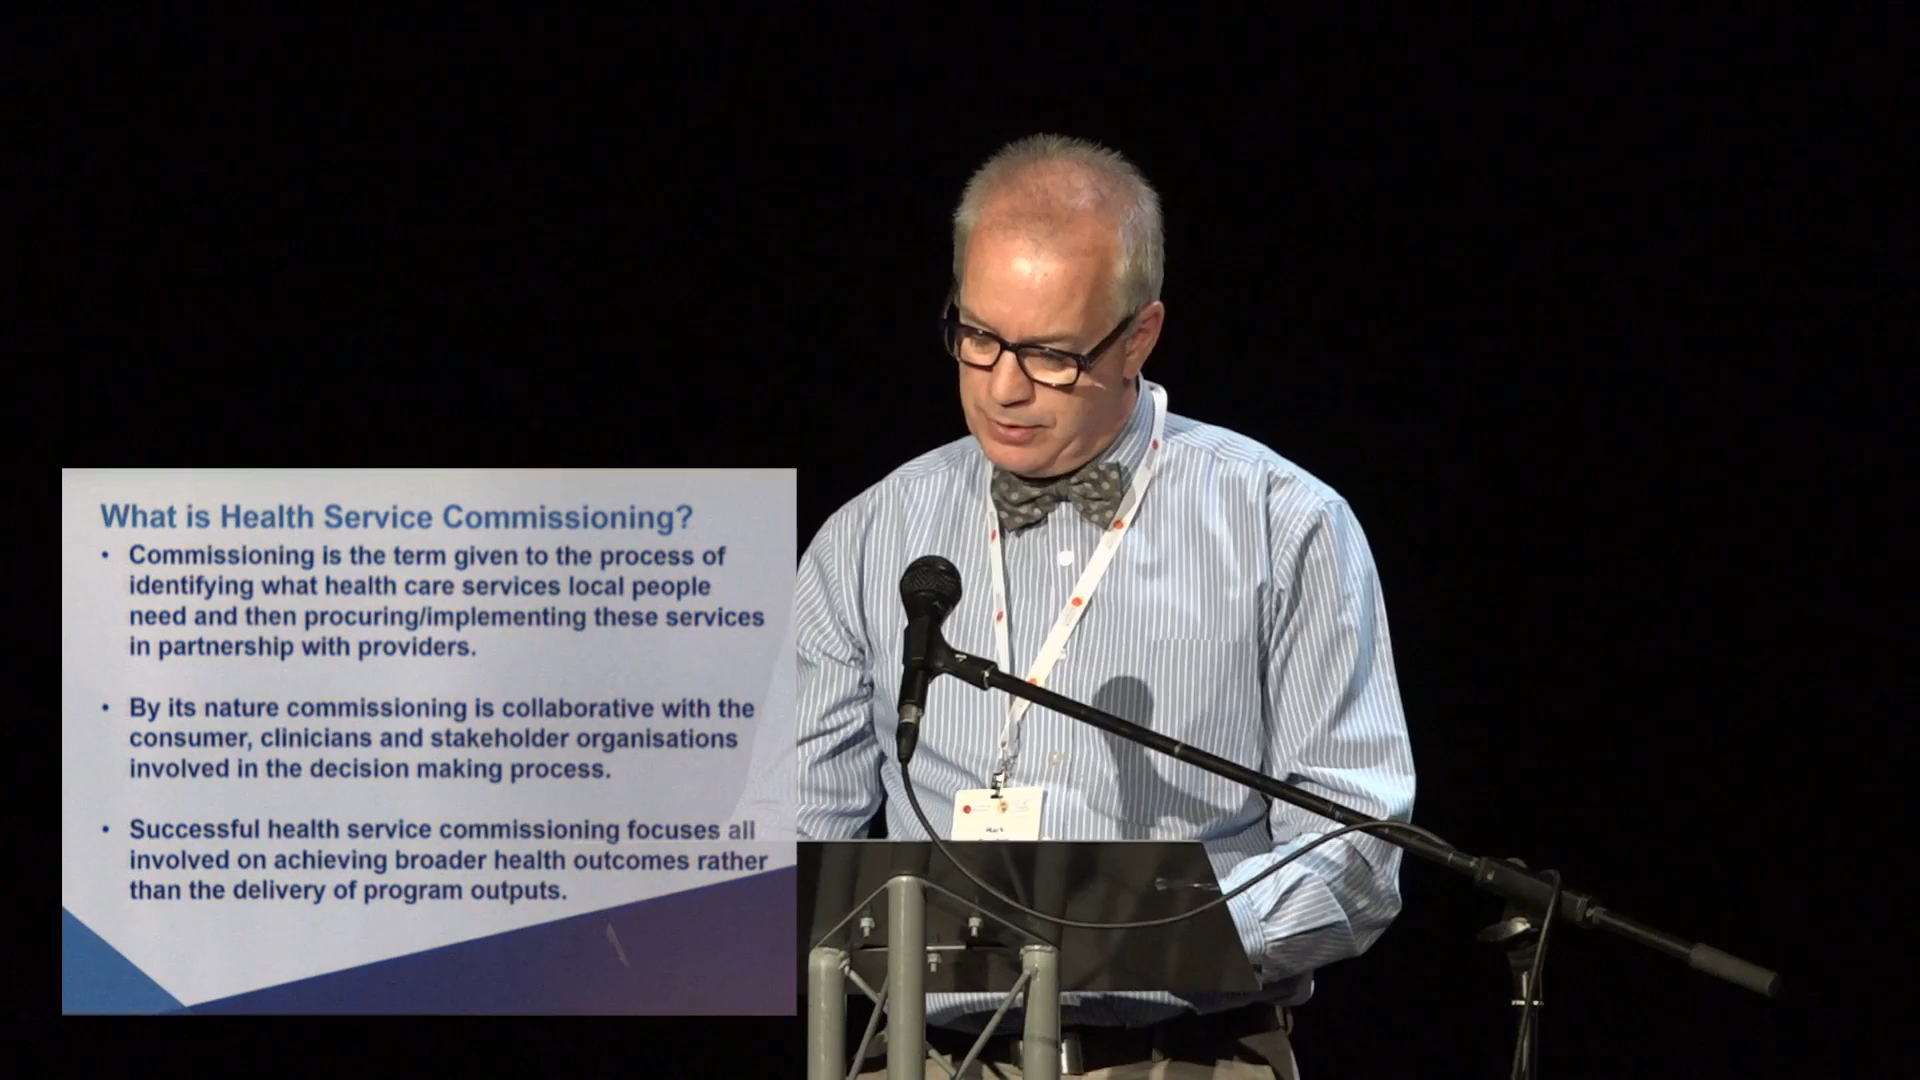 What is Health Service Commissioning?
• Commissioning is the term given to the process of
identifying what health care services local people
need and then procuring/implementing these services
in partnership with providers.
• By its nature commissioning is collaborative with the
consumer, clinicians and stakeholder organisations
involved in the decision making process.
• Successful health service commissioning focuses all
involved on achieving broader health outcomes rather
than the delivery of program outputs.